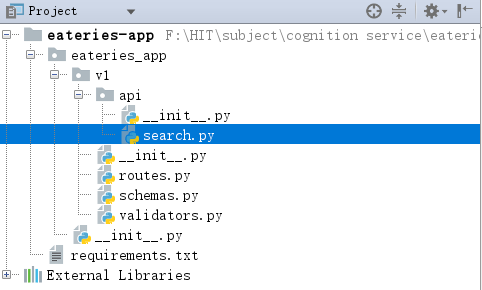 Project
eateries-app F:\HIT\subject\cognition service\eateri
eateries_app
v1
api
__init__.py
search.py
__init__.py
routes.py
schemas.py
validators.py
__init__.py
requirements.txt
External Libraries